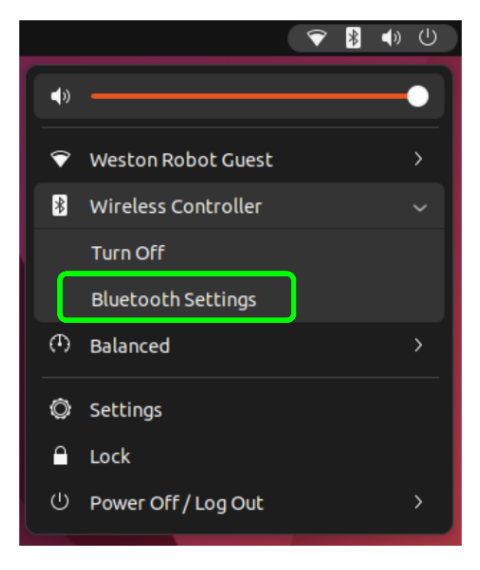 Weston Robot Guest
Wireless Controller
Turn Off
Bluetooth Settings
Balanced
Settings
Lock
Power Off / Log Out